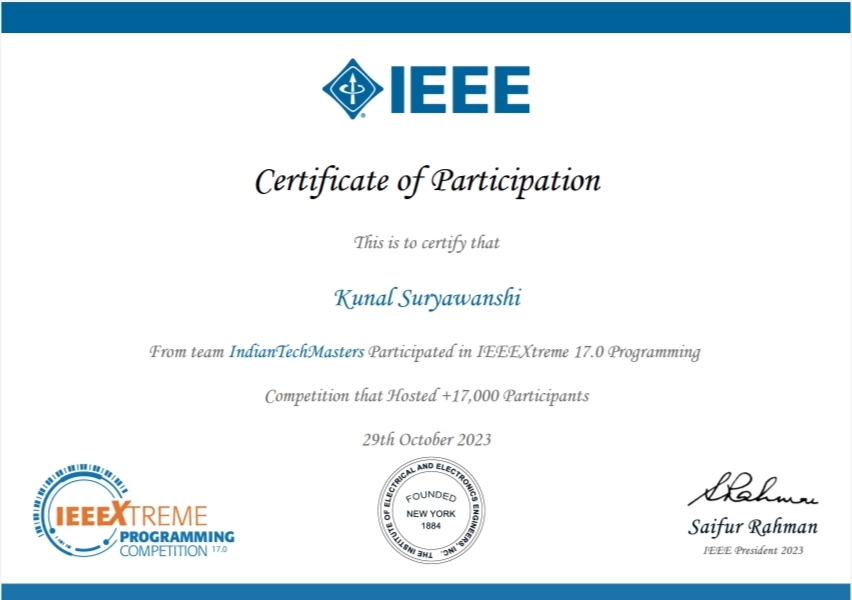 IEEE
Certificate of Participation
This is to certify that
Kunal Suryawanshi
From team IndianTechMasters Participated in IEEEXtreme 17.0 Programming
Competition that Hosted +17,000 Participants
29th October 2023
IEEEXTREME
PROGRAMMING
COMPETITION 17.0
THE INSTITUTE OF ELECTRICAL AND ELECTRONICS ENGINEERS, INC.
FOUNDED
NEW YORK
1884
SRahman
Saifur Rahman
IEEE President 2023